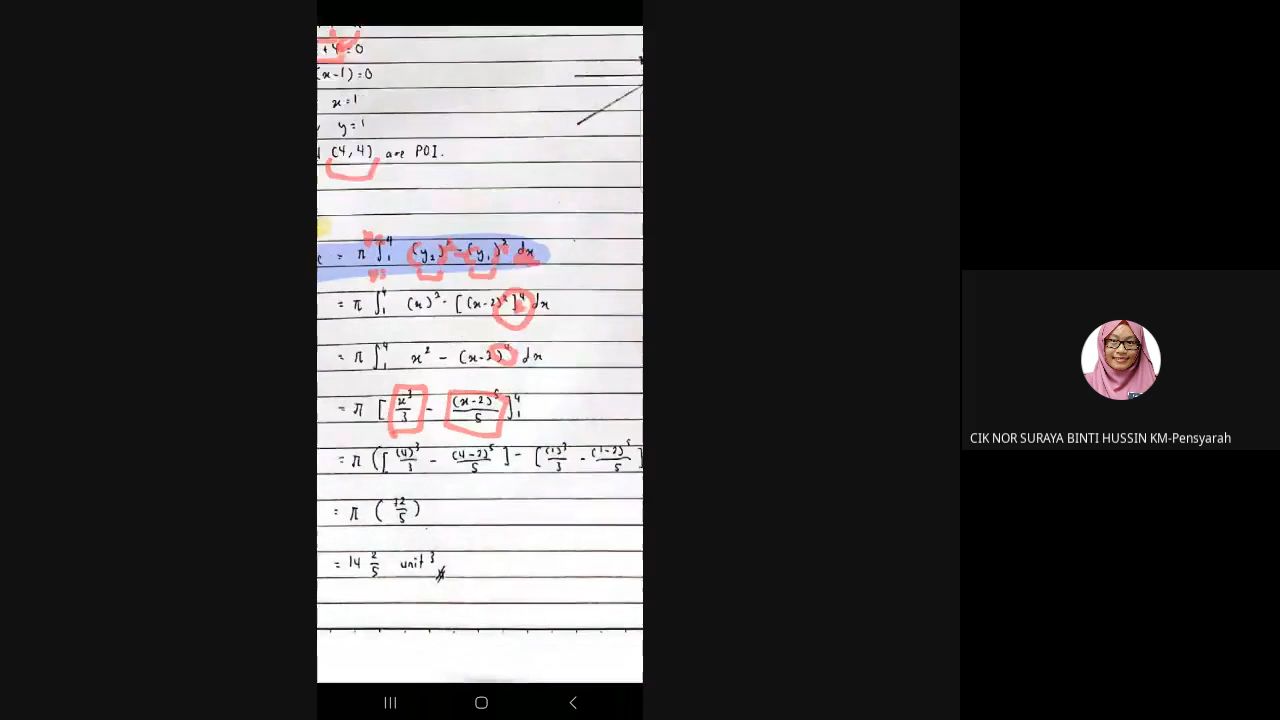 +4=0
(x-1)=0
x=1
y=1
(4,4) are POI.
= π ∫₁⁴ (y₂)² - (y₁)² dx
= π ∫₁⁴ (x)² - [(x-2)²]⁴ dx
= π ∫₁⁴ x² - (x-2)⁴ dx
= π [x³/3 - (x-2)⁵/5]₁⁴
= π ([(4)³/3 - (4-2)⁵/5] - [(1)³/3 - (1-2)⁵/5]
= π (72/5)
= 14 2/5 unit³
CIK NOR SURAYA BINTI HUSSIN KM-Pensyarah